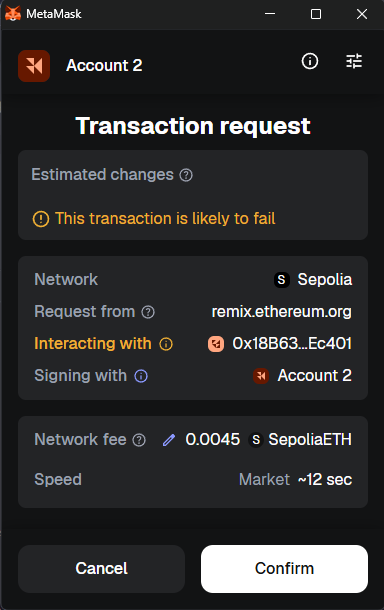 MetaMask
Account 2
Transaction request
Estimated changes
This transaction is likely to fail
Network S Sepolia
Request from remix.ethereum.org
Interacting with 0x18B63...Ec401
Signing with Account 2
Network fee 0.0045 S SepoliaETH
Speed Market ~12 sec
Cancel Confirm